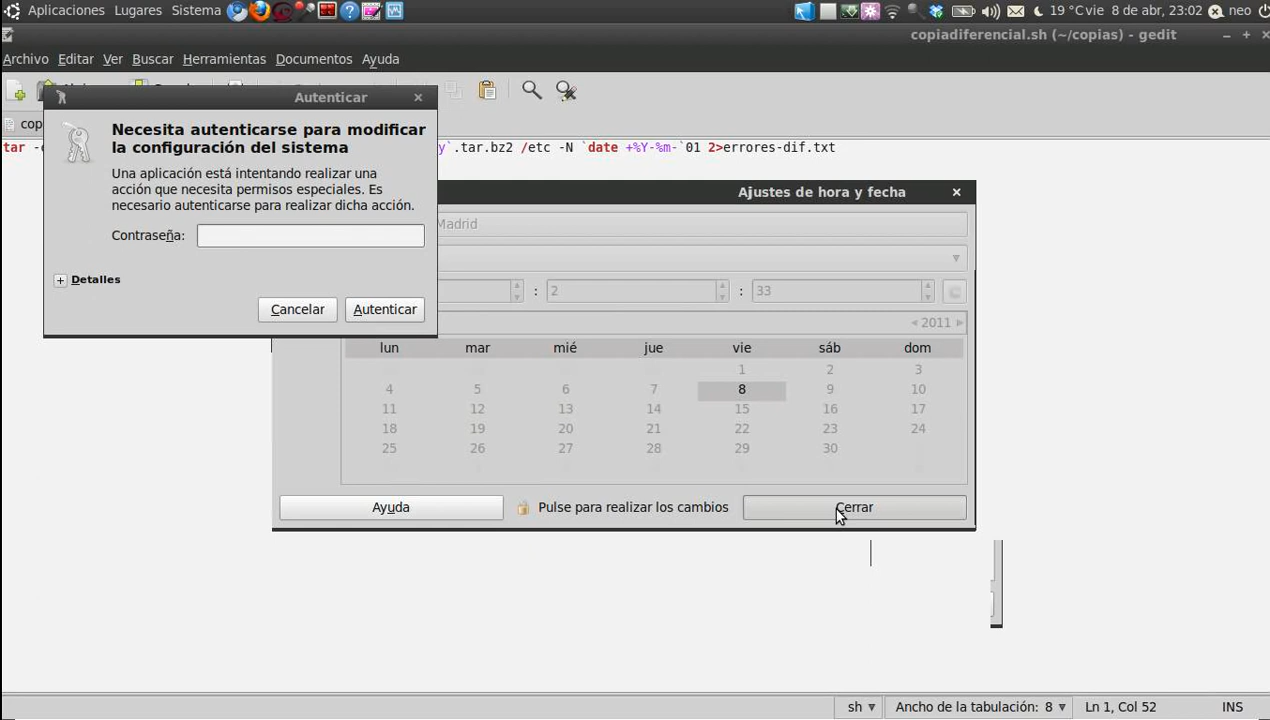 Aplicaciones Lugares Sistema 19 °C vie 8 de abr, 23:02 neo
copiadiferencial.sh (~/copias) - gedit
Archivo Editar Ver Buscar Herramientas Documentos Ayuda
Autenticar
cop
Necesita autenticarse para modificar
la configuración del sistema
tar -
y`.tar.bz2 /etc -N `date +%Y-%m-`01 2>errores-dif.txt
Una aplicación está intentando realizar una
acción que necesita permisos especiales. Es
necesario autenticarse para realizar dicha acción.
Contraseña:
Detalles
Cancelar Autenticar
Ajustes de hora y fecha
Madrid
: 2 : 33
2011
lun mar mié jue vie sáb dom
1 2 3
4 5 6 7 8 9 10
11 12 13 14 15 16 17
18 19 20 21 22 23 24
25 26 27 28 29 30
Ayuda Pulse para realizar los cambios Cerrar
sh Ancho de la tabulación: 8 Ln 1, Col 52 INS